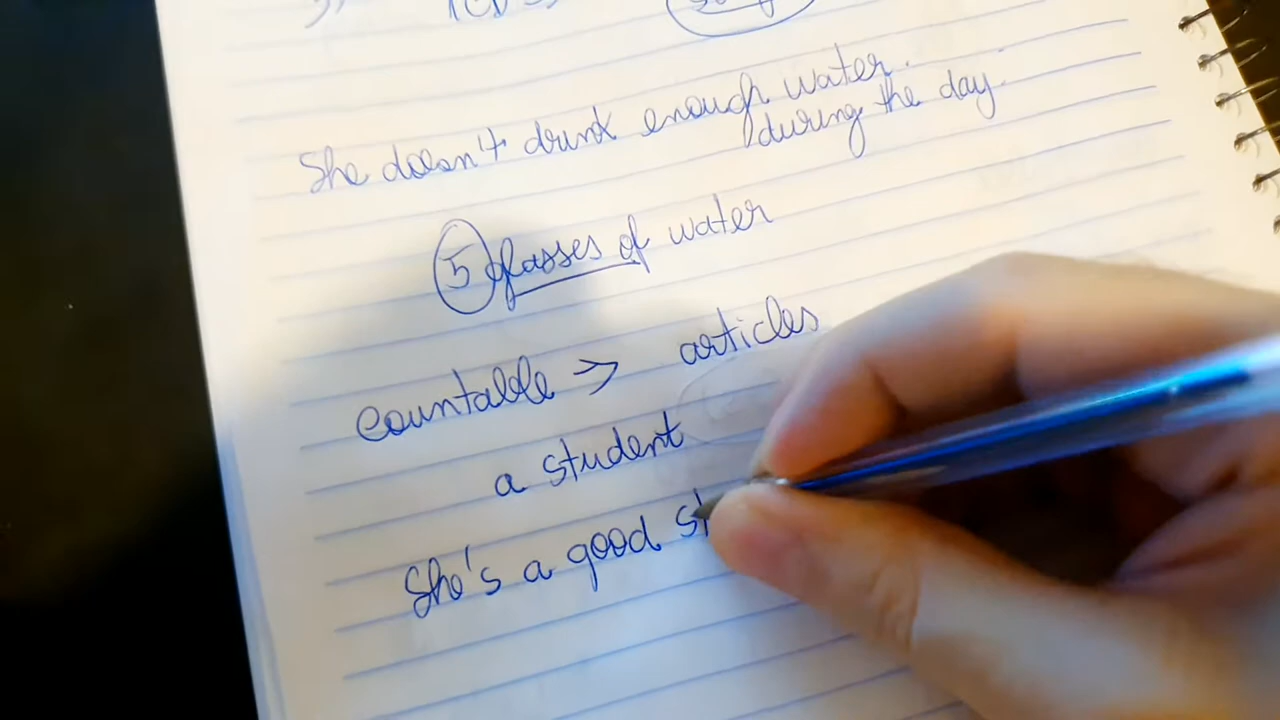 She doesn't drink enough water.
during the day.
5 glasses of water
countable → articles
a student
She's a good st